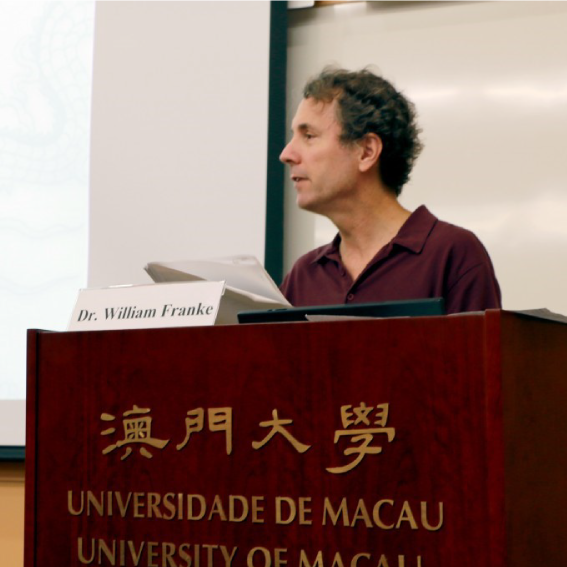 Dr. William Franke
澳門大學
UNIVERSIDADE DE MACAU
UNIVERSITY OF MACAU